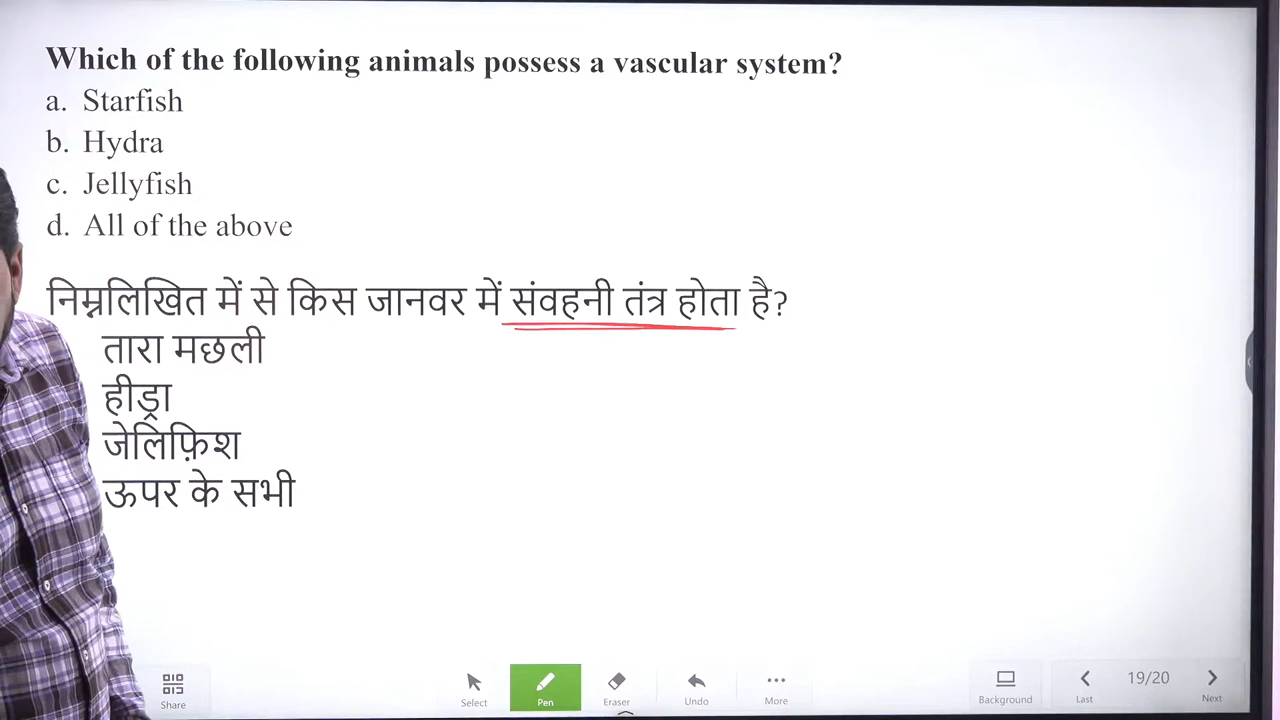 Which of the following animals possess a vascular system?
a. Starfish
b. Hydra
c. Jellyfish
d. All of the above
निम्नलिखित में से किस जानवर में संवहनी तंत्र होता है?
तारा मछली
हीड्रा
जेलिफ़िश
ऊपर के सभी
Share
Select
Pen
Eraser
Undo
More
Background
Last
19/20
Next